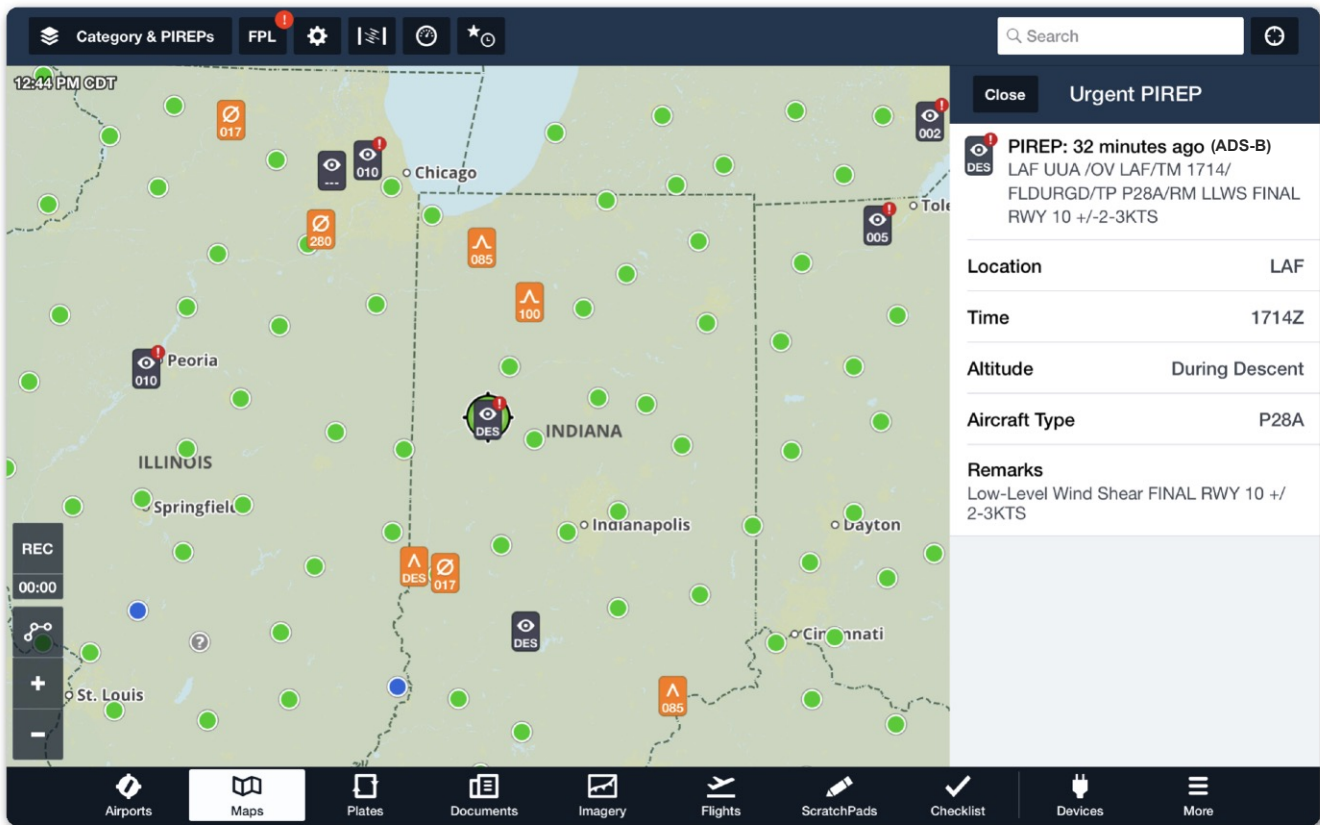 Category & PIREPs
FPL
!
Search
12:44 PM CDT
Close
Urgent PIREP
!
DES
PIREP: 32 minutes ago (ADS-B)
LAF UUA /OV LAF/TM 1714/
FLDURGD/TP P28A/RM LLWS FINAL
RWY 10 +/-2-3KTS
Location
LAF
Time
1714Z
Altitude
During Descent
Aircraft Type
P28A
Remarks
Low-Level Wind Shear FINAL RWY 10 +/
2-3KTS
017
!
002
---
!
010
Chicago
!
005
Tole
280
085
100
!
010
Peoria
!
DES
INDIANA
ILLINOIS
Springfield
Indianapolis
Dayton
REC
00:00
DES
017
DES
?
Cincinnati
+
St. Louis
085
−
Airports
Maps
Plates
Documents
Imagery
Flights
ScratchPads
Checklist
Devices
More